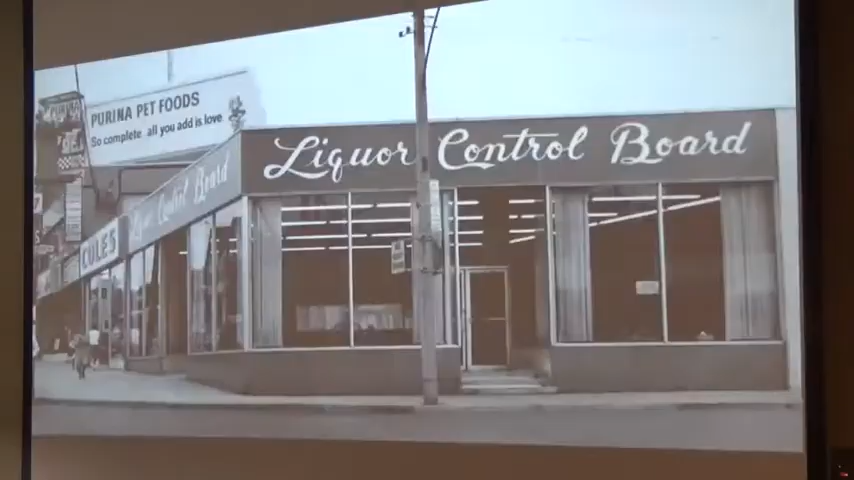 PURINA PET FOODS
So complete all you add is love.
Liquor Control Board
Liquor Control Board
COLES